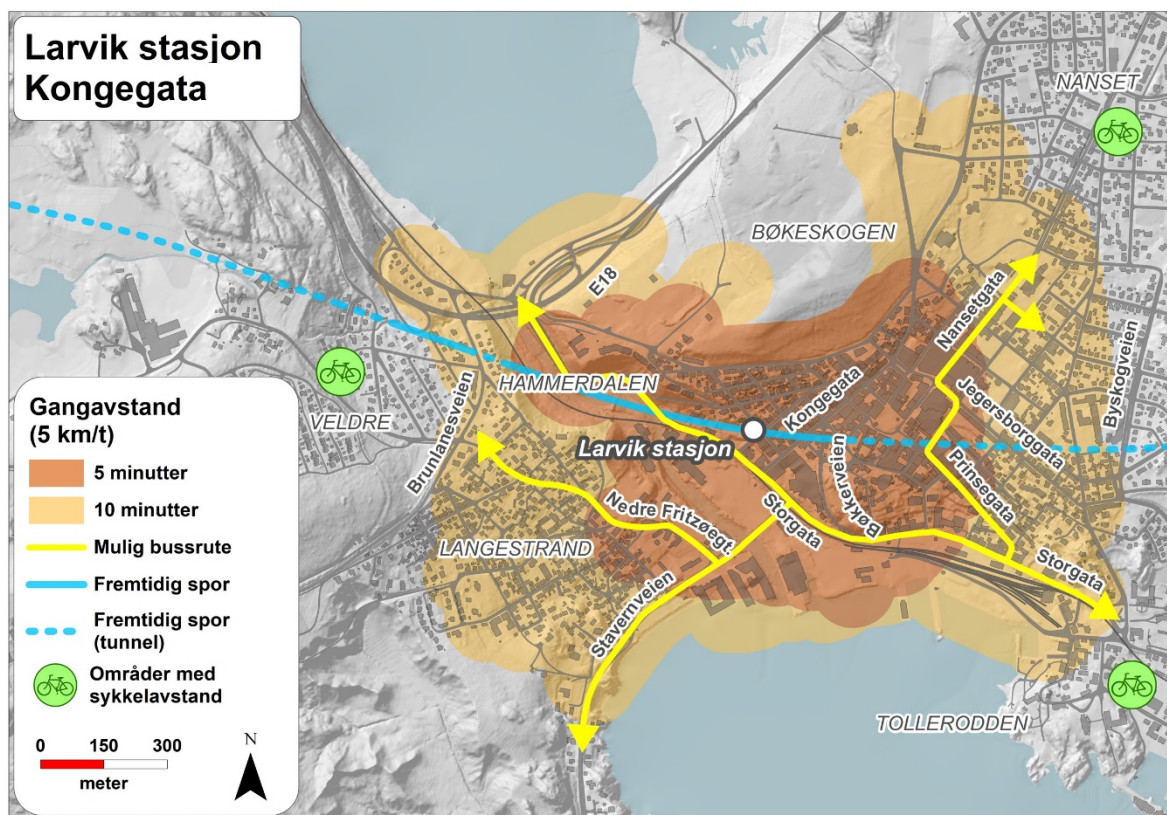 Larvik stasjon
Kongegata
NANSET
BØKESKOGEN
E18
Nansetgata
HAMMERDALEN
Kongegata
Byskogveien
VELDRE
Brunlanesveien
Larvik stasjon
Jegersborggata
Bøkkerveien
Prinsegata
Storgata
Nedre Fritzøegt.
LANGESTRAND
Storgata
Stavernveien
TOLLERODDEN
Gangavstand
(5 km/t)
5 minutter
10 minutter
Mulig bussrute
Fremtidig spor
Fremtidig spor
(tunnel)
Områder med
sykkelavstand
0 150 300
meter
N